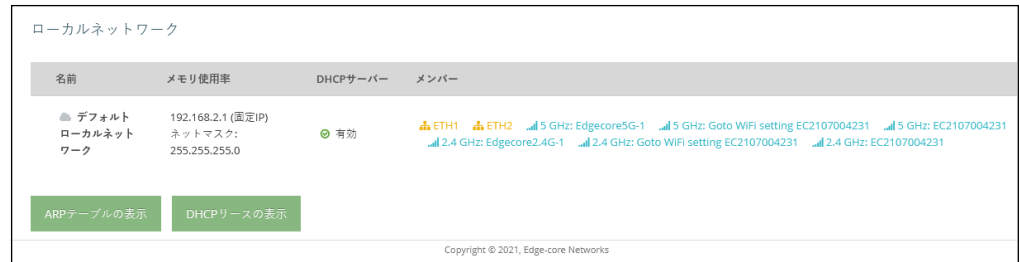 ローカルネットワーク
名前 メモリ使用率 DHCPサーバー メンバー
デフォルト 192.168.2.1 (固定IP)
ローカルネット ネットマスク: 有効 ETH1 ETH2 5 GHz: Edgecore5G-1 5 GHz: Goto WiFi setting EC2107004231 5 GHz: EC2107004231
ワーク 255.255.255.0 2.4 GHz: Edgecore2.4G-1 2.4 GHz: Goto WiFi setting EC2107004231 2.4 GHz: EC2107004231
ARPテーブルの表示 DHCPリースの表示
Copyright © 2021, Edge-core Networks